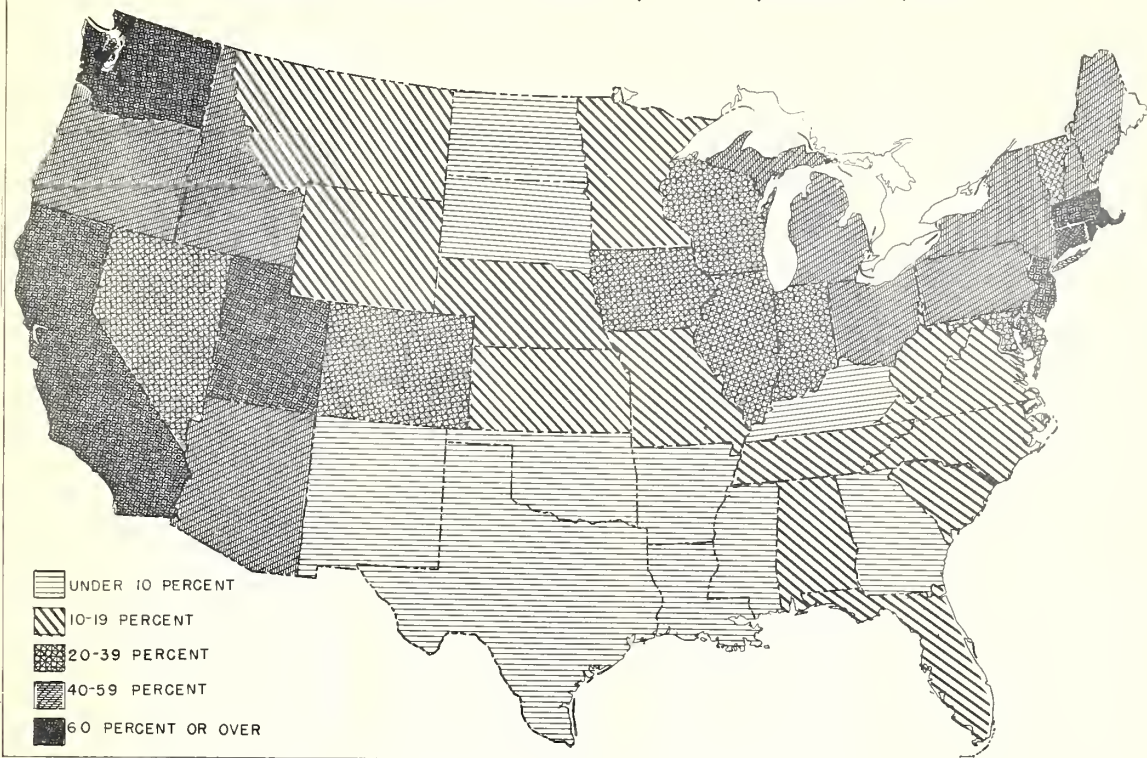 UNDER 10 PERCENT
10-19 PERCENT
20-39 PERCENT
40-59 PERCENT
60 PERCENT OR OVER